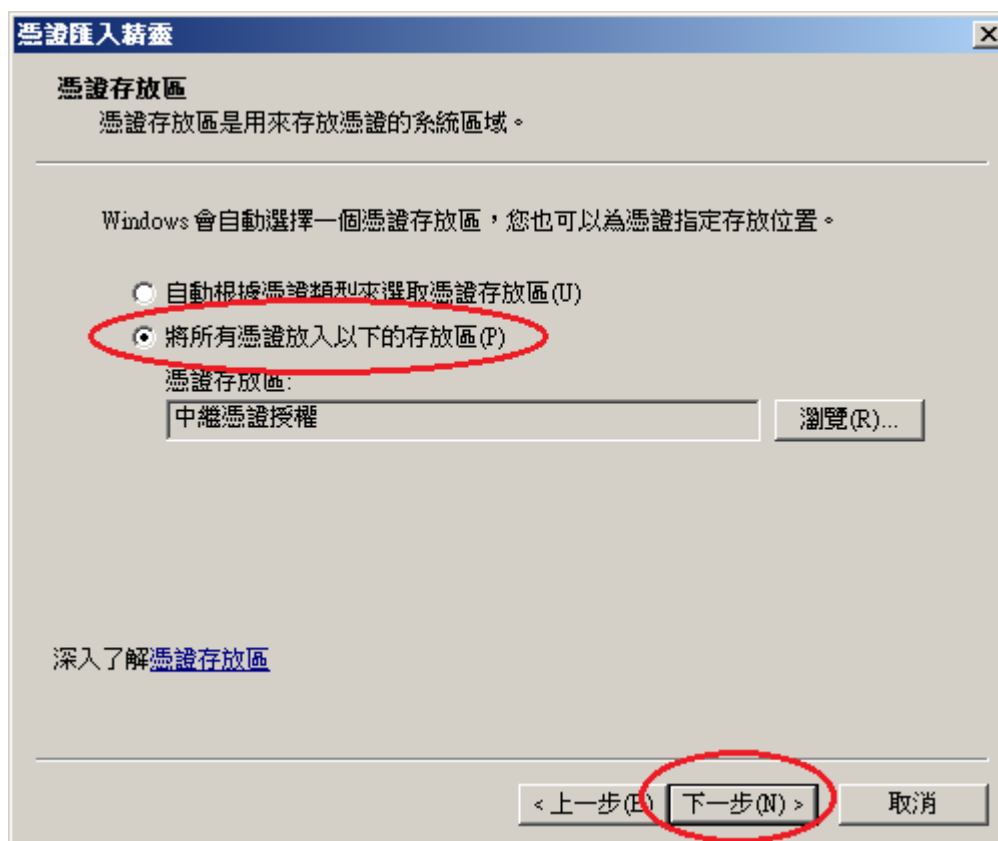 憑證匯入精靈
憑證存放區
憑證存放區是用來存放憑證的系統區域。
Windows 會自動選擇一個憑證存放區，您也可以為憑證指定存放位置。
自動根據憑證類型來選取憑證存放區(U)
將所有憑證放入以下的存放區(P)
憑證存放區:
中繼憑證授權
瀏覽(R)...
深入了解憑證存放區
< 上一步(B)
下一步(N) >
取消